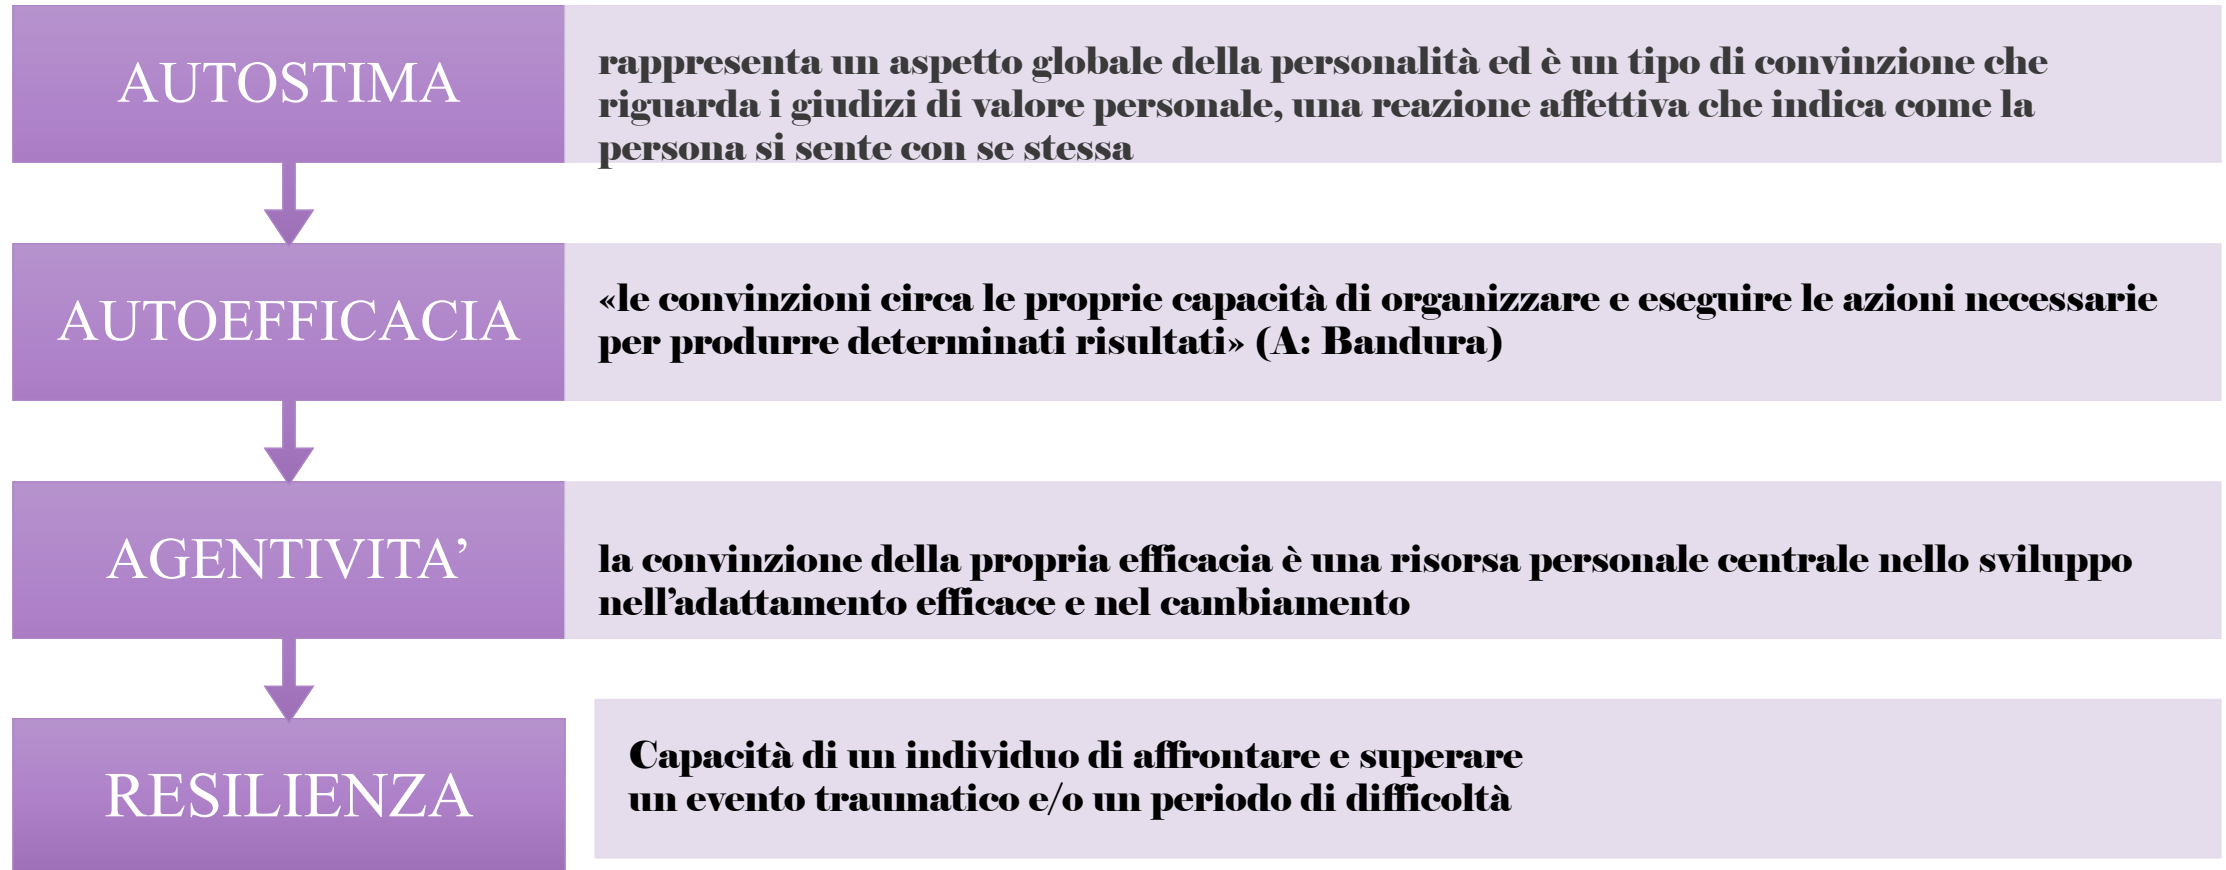 AUTOSTIMA
rappresenta un aspetto globale della personalità ed è un tipo di convinzione che
riguarda i giudizi di valore personale, una reazione affettiva che indica come la
persona si sente con se stessa
AUTOEFFICACIA
«le convinzioni circa le proprie capacità di organizzare e eseguire le azioni necessarie
per produrre determinati risultati» (A: Bandura)
AGENTIVITA’
la convinzione della propria efficacia è una risorsa personale centrale nello sviluppo
nell’adattamento efficace e nel cambiamento
RESILIENZA
Capacità di un individuo di affrontare e superare
un evento traumatico e/o un periodo di difficoltà